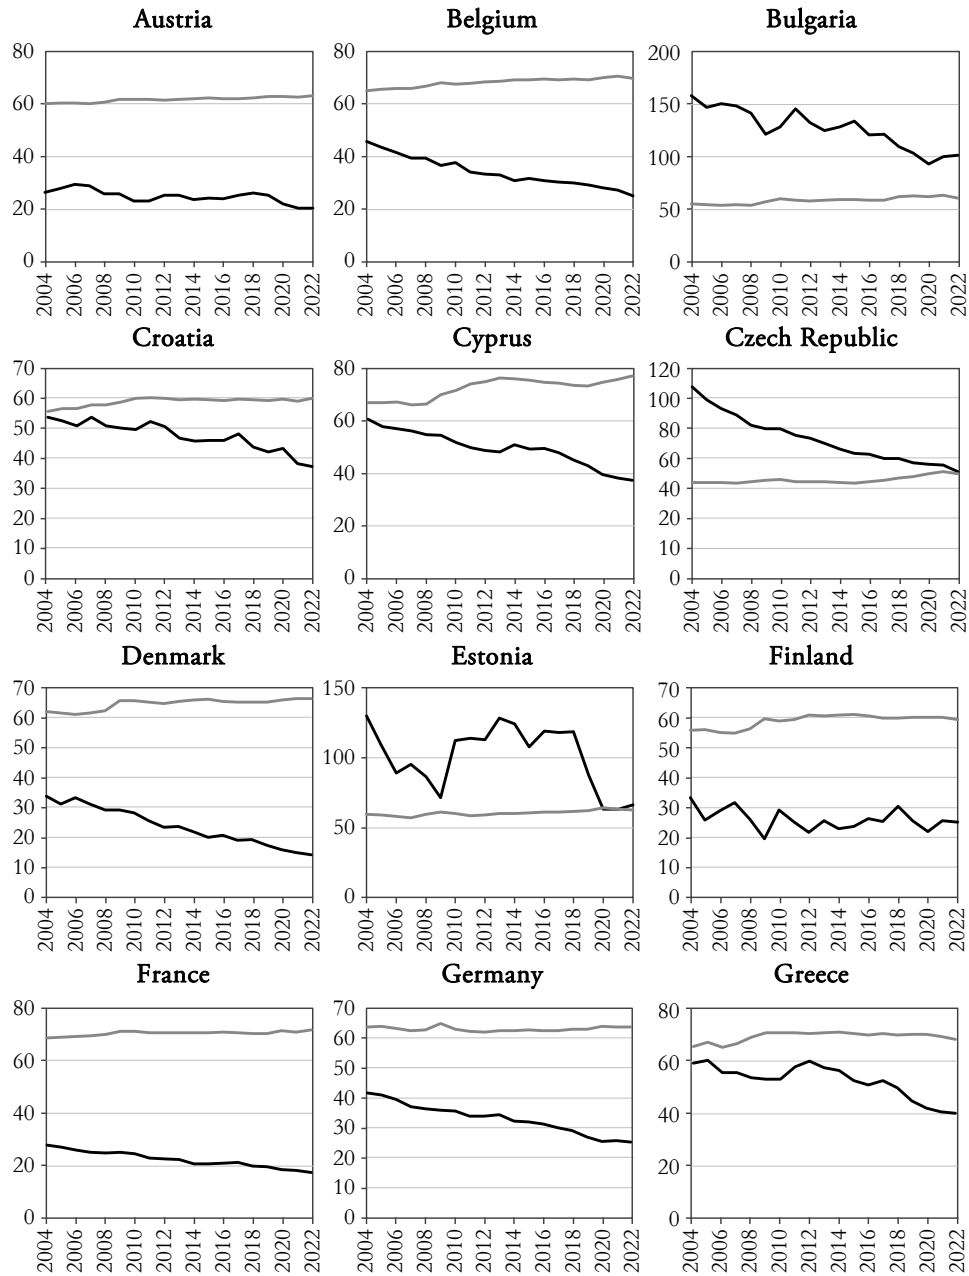 Austria Belgium Bulgaria
80 80 200
60 60 150
40 40 100
20 20 50
0 0 0
2004 2006 2008 2010 2012 2014 2016 2018 2020 2022 2004 2006 2008 2010 2012 2014 2016 2018 2020 2022 2004 2006 2008 2010 2012 2014 2016 2018 2020 2022
Croatia Cyprus Czech Republic
70 80 120
60 60 100
50 40 80
40 20 60
30 0 40
20 20
10 0
0
2004 2006 2008 2010 2012 2014 2016 2018 2020 2022 2004 2006 2008 2010 2012 2014 2016 2018 2020 2022 2004 2006 2008 2010 2012 2014 2016 2018 2020 2022
Denmark Estonia Finland
70 150 70
60 100 60
50 50 50
40 0 40
30 30
20 20
10 10
0 0
2004 2006 2008 2010 2012 2014 2016 2018 2020 2022 2004 2006 2008 2010 2012 2014 2016 2018 2020 2022 2004 2006 2008 2010 2012 2014 2016 2018 2020 2022
France Germany Greece
80 70 80
60 60 60
40 50 40
20 40 20
0 30 0
20
10
0
2004 2006 2008 2010 2012 2014 2016 2018 2020 2022 2004 2006 2008 2010 2012 2014 2016 2018 2020 2022 2004 2006 2008 2010 2012 2014 2016 2018 2020 2022